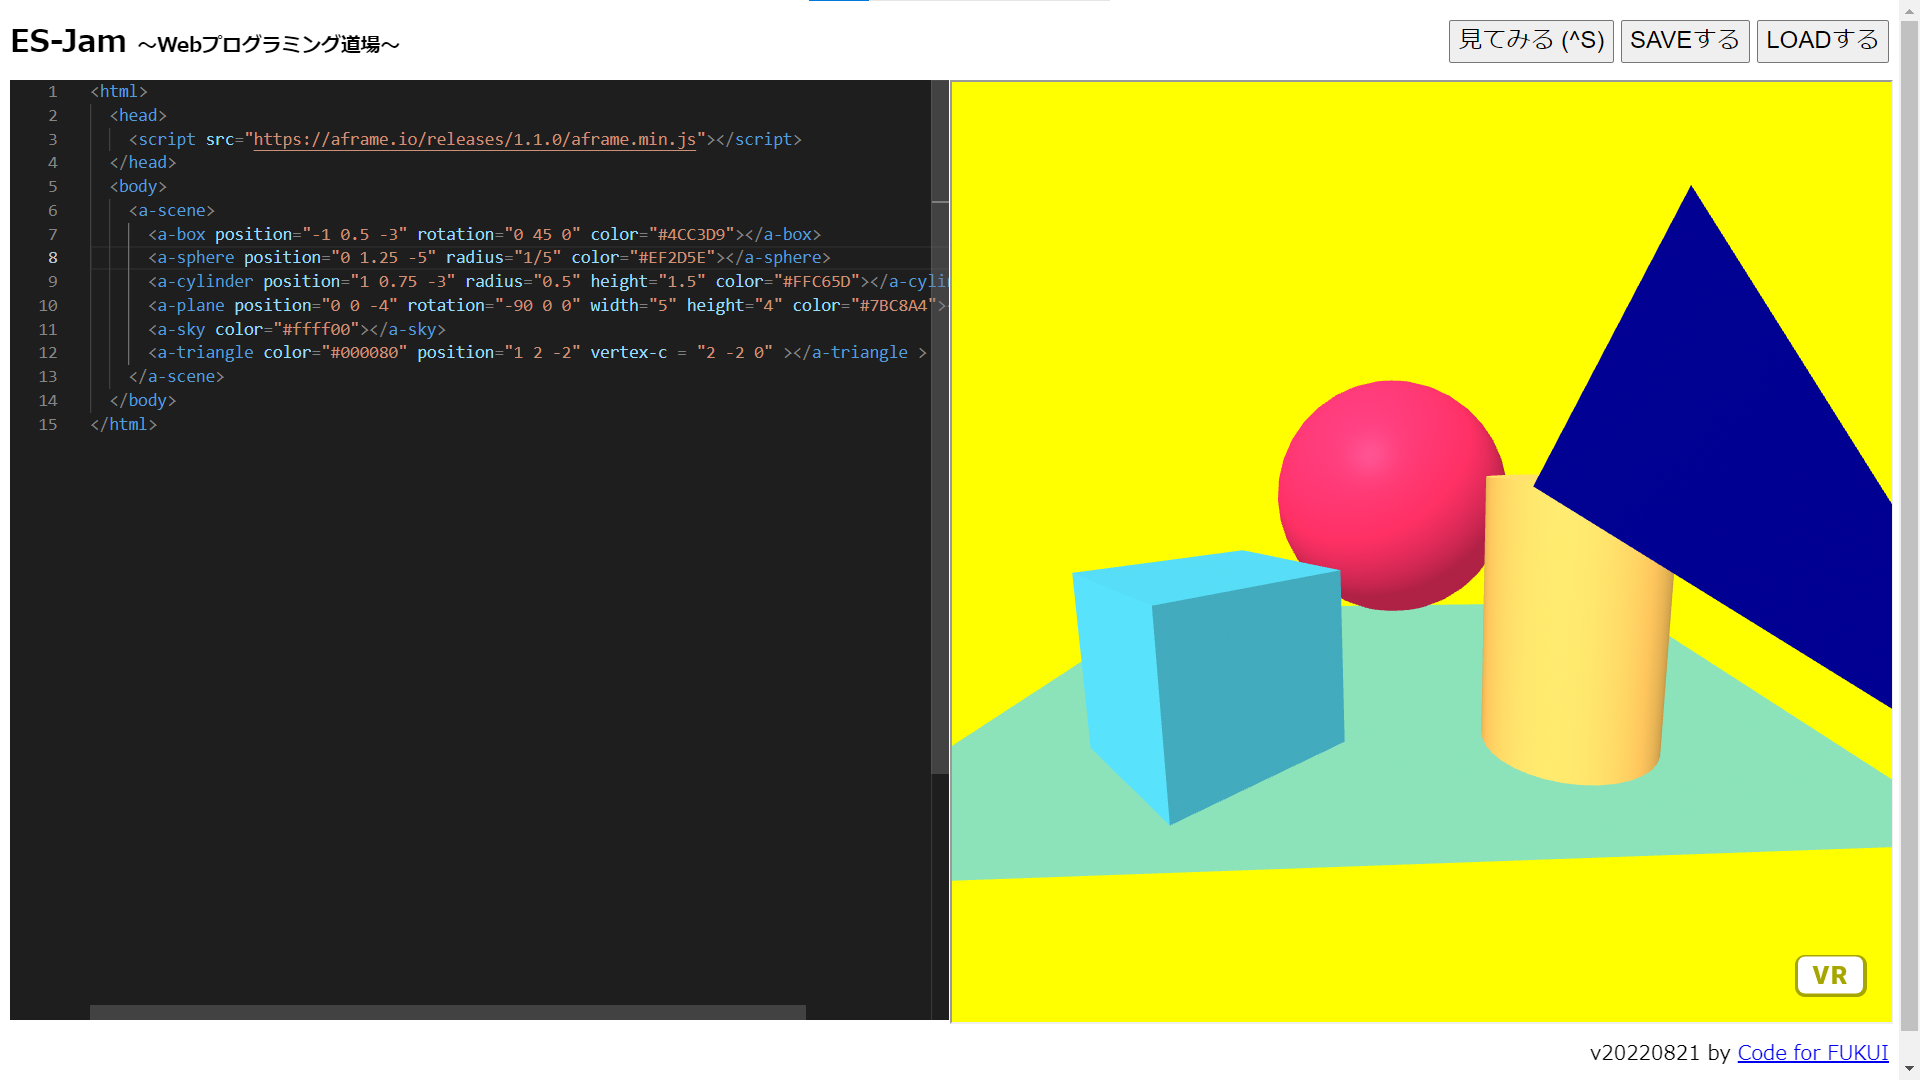 ES-Jam ～Webプログラミング道場～
見てみる (^S) SAVEする LOADする
1 <html>
2 <head>
3 <script src="https://aframe.io/releases/1.1.0/aframe.min.js"></script>
4 </head>
5 <body>
6 <a-scene>
7 <a-box position="-1 0.5 -3" rotation="0 45 0" color="#4CC3D9"></a-box>
8 <a-sphere position="0 1.25 -5" radius="1/5" color="#EF2D5E"></a-sphere>
9 <a-cylinder position="1 0.75 -3" radius="0.5" height="1.5" color="#FFC65D"></a-cylin
10 <a-plane position="0 0 -4" rotation="-90 0 0" width="5" height="4" color="#7BC8A4">
11 <a-sky color="#ffff00"></a-sky>
12 <a-triangle color="#000080" position="1 2 -2" vertex-c = "2 -2 0" ></a-triangle >
13 </a-scene>
14 </body>
15 </html>
VR
v20220821 by Code for FUKUI